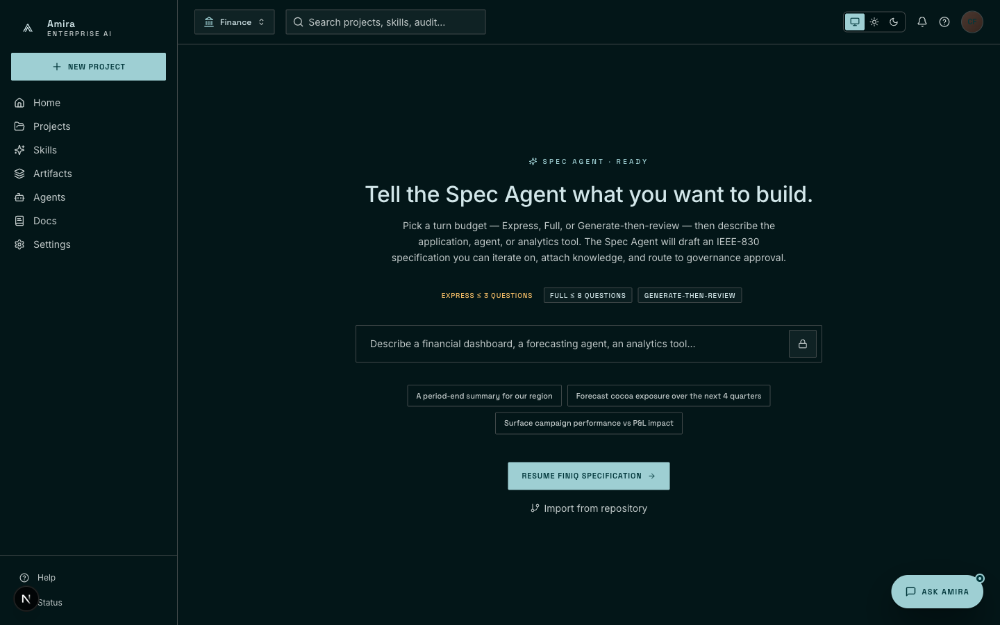 Amira
ENTERPRISE AI
NEW PROJECT
Home
Projects
Skills
Artifacts
Agents
Docs
Settings
Help
Status
N
Finance
Search projects, skills, audit...
SPEC AGENT · READY
Tell the Spec Agent what you want to build.
Pick a turn budget — Express, Full, or Generate-then-review — then describe the
application, agent, or analytics tool. The Spec Agent will draft an IEEE-830
specification you can iterate on, attach knowledge, and route to governance approval.
EXPRESS ≤ 3 QUESTIONS
FULL ≤ 8 QUESTIONS
GENERATE-THEN-REVIEW
Describe a financial dashboard, a forecasting agent, an analytics tool...
A period-end summary for our region
Forecast cocoa exposure over the next 4 quarters
Surface campaign performance vs P&L impact
RESUME FINIQ SPECIFICATION
Import from repository
ASK AMIRA